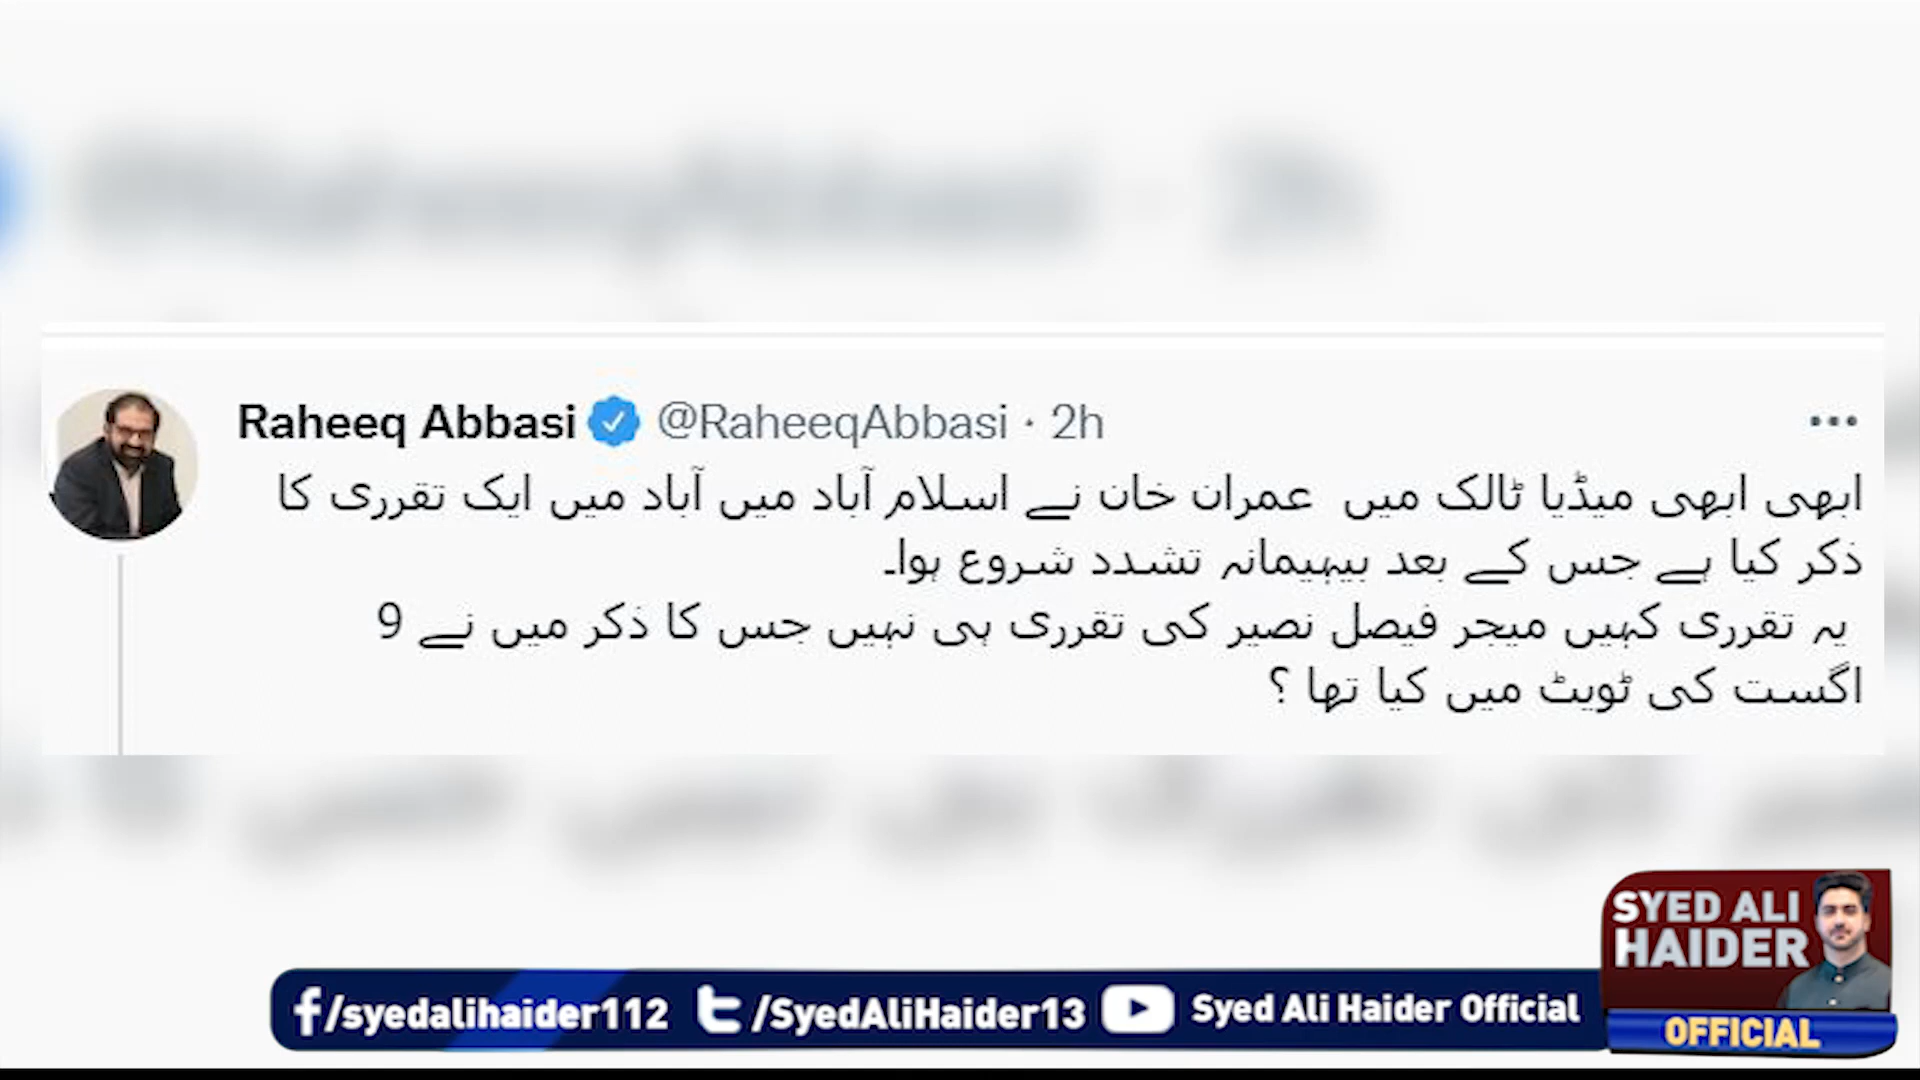 Raheeq Abbasi @RaheeqAbbasi · 2h
ابھی ابھی میڈیا ٹالک میں عمران خان نے اسلام آباد میں آباد میں ایک تقرری کا
ذکر کیا ہے جس کے بعد بیہیمانہ تشدد شروع ہوا۔
یہ تقرری کہیں میجر فیصل نصیر کی تقرری ہی نہیں جس کا ذکر میں نے 9
اگست کی ٹویٹ میں کیا تھا ؟
SYED ALI
HAIDER
OFFICIAL
/syedalihaider112 /SyedAliHaider13 Syed Ali Haider Official